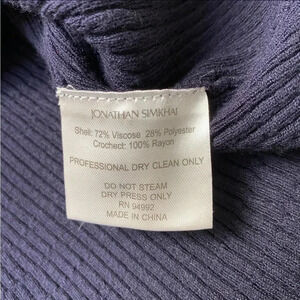 JONATHAN SIMKHAI
Shell: 72% Viscose 28% Polyester
Crochect: 100% Rayon
PROFESSIONAL DRY CLEAN ONLY
DO NOT STEAM
DRY PRESS ONLY
RN 94992
MADE IN CHINA